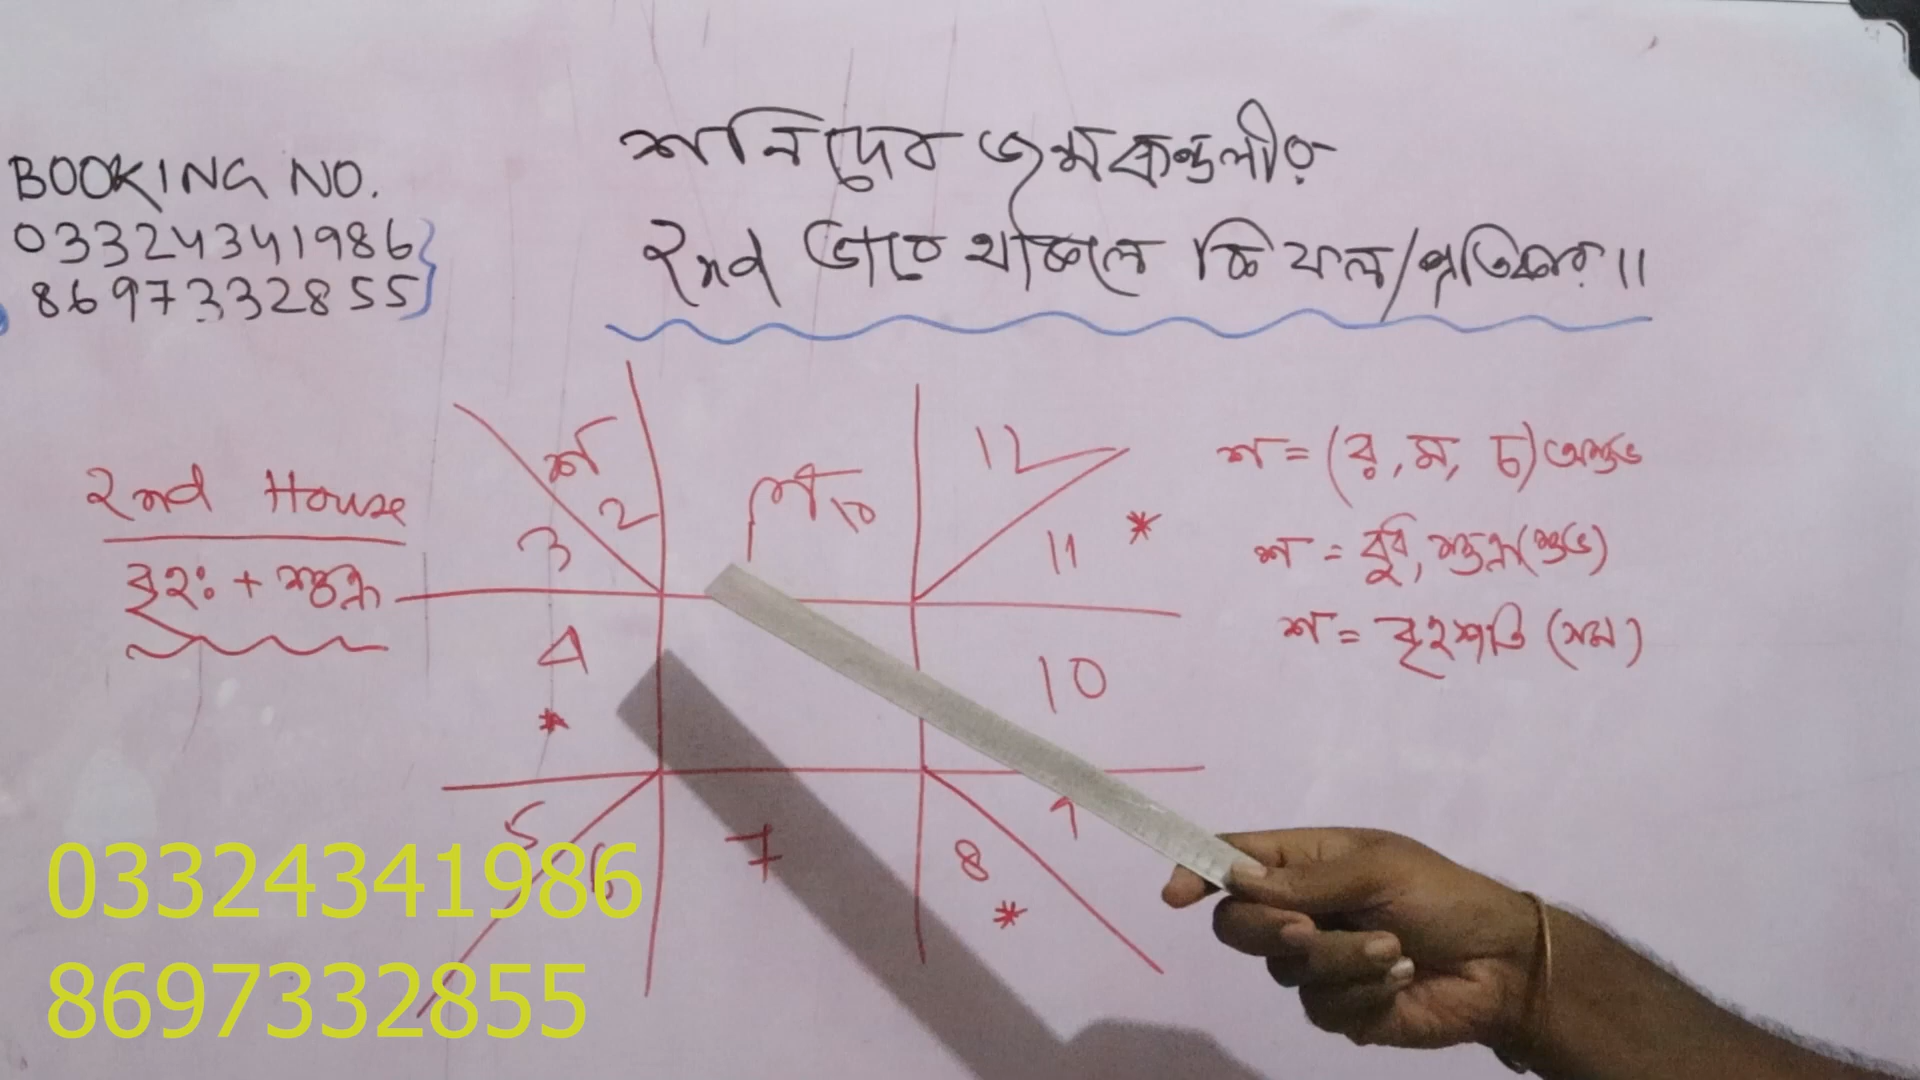 BOOKING NO.
03324341986
8697332855
শনিদেব জন্মকুন্ডলীর
2nd ভাবে থাকলে কি ফল/প্রতিকার॥
2nd House
বৃহঃ + শুক্র
শ
2
3
12
11 *
4
*
10
5
6
7
8
*
শ = (র, ম, চ) অশুভ
শ = বুধ, শুক্র (শুভ)
শ = বৃহস্পতি (সম)
03324341986
8697332855